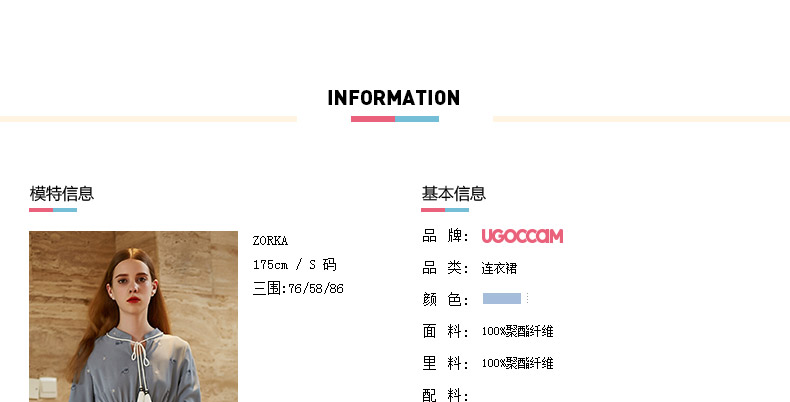 INFORMATION
模特信息
ZORKA
175cm / S 码
三围:76/58/86
基本信息
品 牌: UGOCCAM
品 类: 连衣裙
颜 色:
面 料: 100%聚酯纤维
里 料: 100%聚酯纤维
配 料: